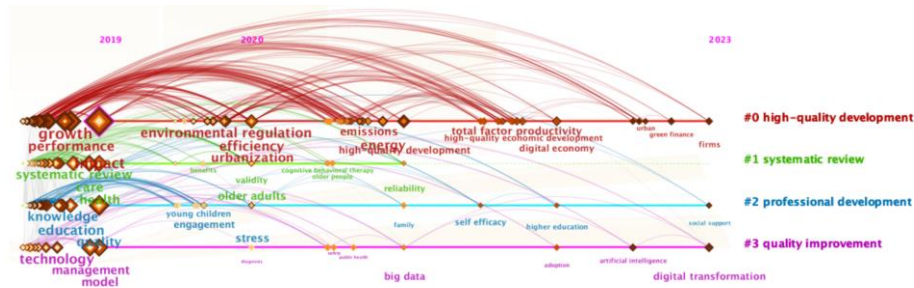 2019
2020
2023
#0 high-quality development
growth
performance
environmental regulation
efficiency
urbanization
emissions
energy
high-quality development
total factor productivity
high-quality economic development
digital economy
urban
green finance
firms
#1 systematic review
impact
systematic review
care
health
benefits
validity
older adults
cognitive behavioral therapy
older people
reliability
#2 professional development
knowledge
education
quality
young children
engagement
stress
family
self efficacy
higher education
social support
#3 quality improvement
technology
management
model
diagnosis
public health
big data
adoption
artificial intelligence
digital transformation